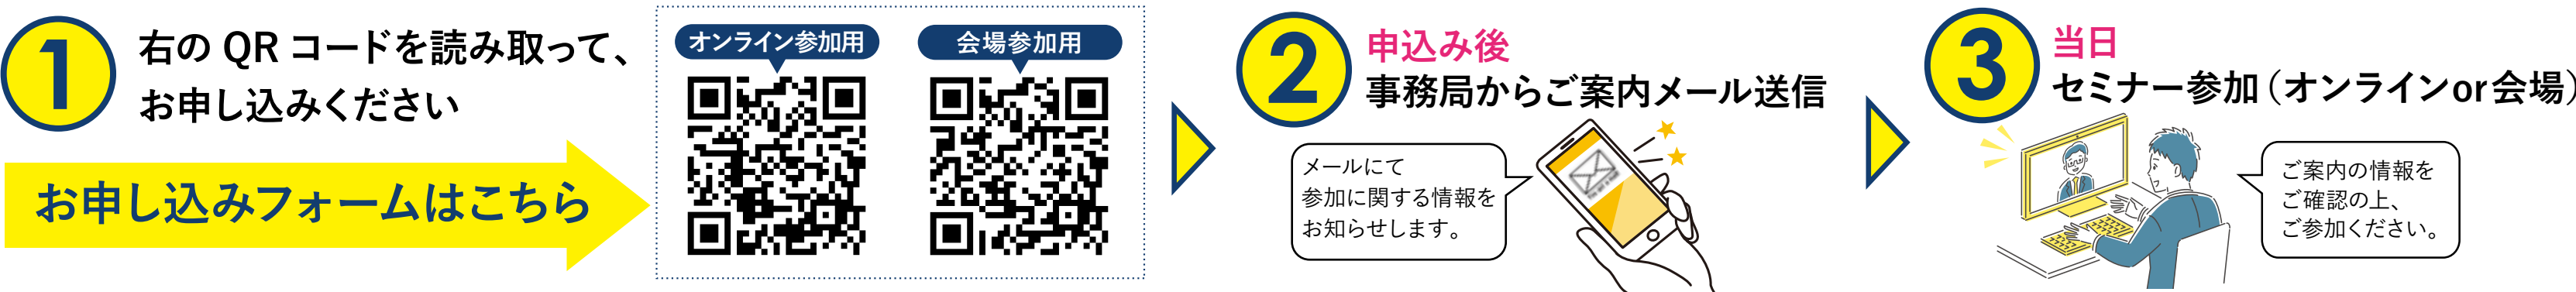 1
右のQRコードを読み取って、
お申し込みください
お申し込みフォームはこちら
オンライン参加用
会場参加用
2
申込み後
事務局からご案内メール送信
メールにて
参加に関する情報を
お知らせします。
3
当日
セミナー参加（オンラインor会場）
ご案内の情報を
ご確認の上、
ご参加ください。